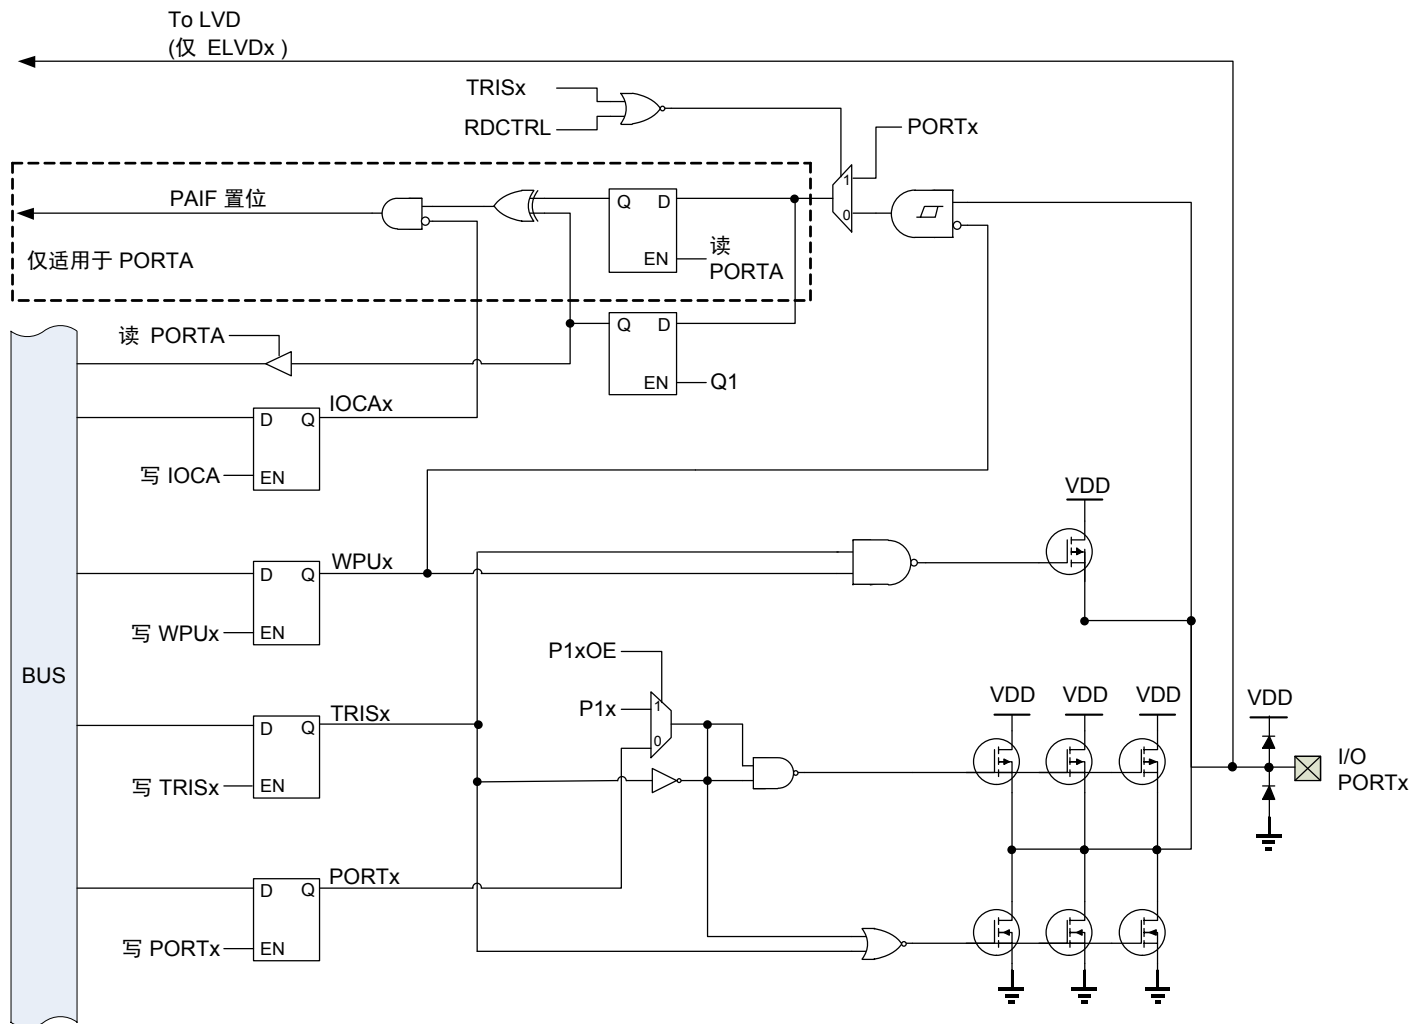 To LVD
(仅 ELVDx )
TRISx
RDCTRL
PORTx
1
0
PAIF 置位
Q D
EN
读
PORTA
仅适用于 PORTA
读 PORTA
Q D
EN
Q1
D Q
IOCAx
写 IOCA
EN
VDD
D Q
WPUx
写 WPUx
EN
BUS
P1xOE
P1x
1
0
VDD
VDD
VDD
VDD
D Q
TRISx
写 TRISx
EN
I/O
PORTx
D Q
PORTx
写 PORTx
EN